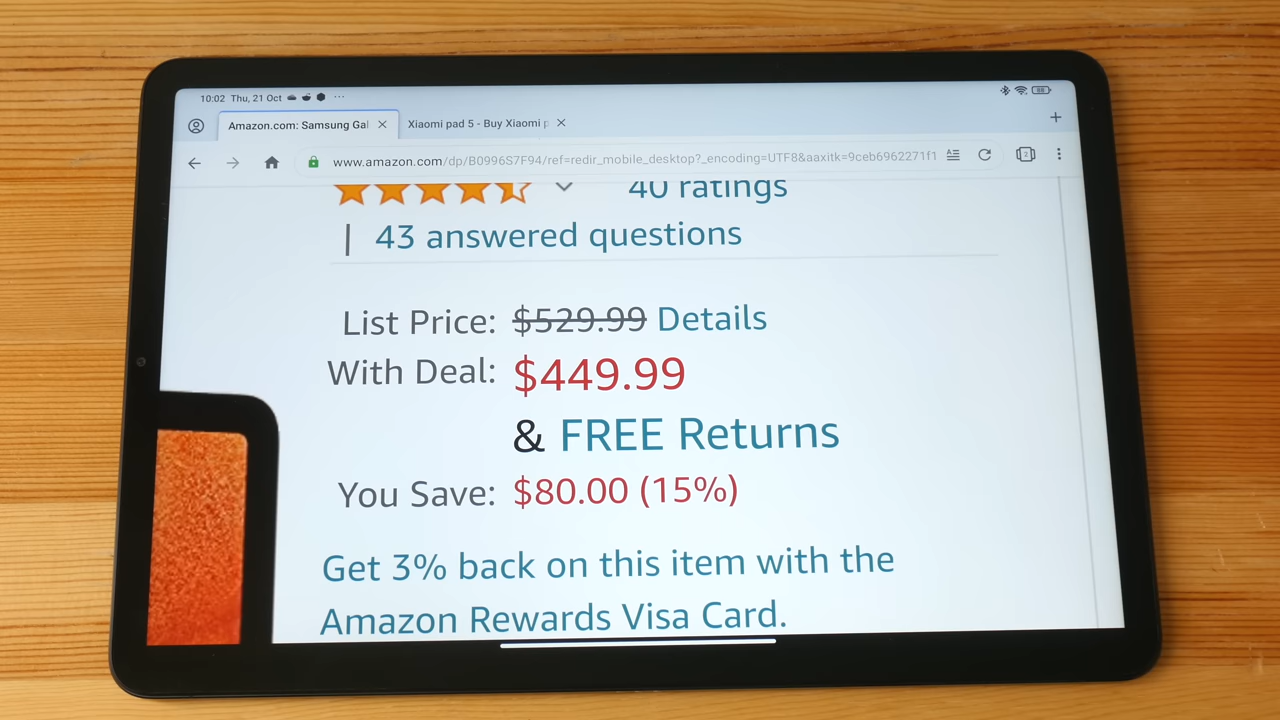 10:02 Thu, 21 Oct ...
88
Amazon.com: Samsung Gal
Xiaomi pad 5 - Buy Xiaomi p
www.amazon.com/dp/B0996S7F94/ref=redir_mobile_desktop?_encoding=UTF8&aaxitk=9ceb6962271f1
40 ratings
| 43 answered questions
List Price: $529.99 Details
With Deal: $449.99
& FREE Returns
You Save: $80.00 (15%)
Get 3% back on this item with the
Amazon Rewards Visa Card.